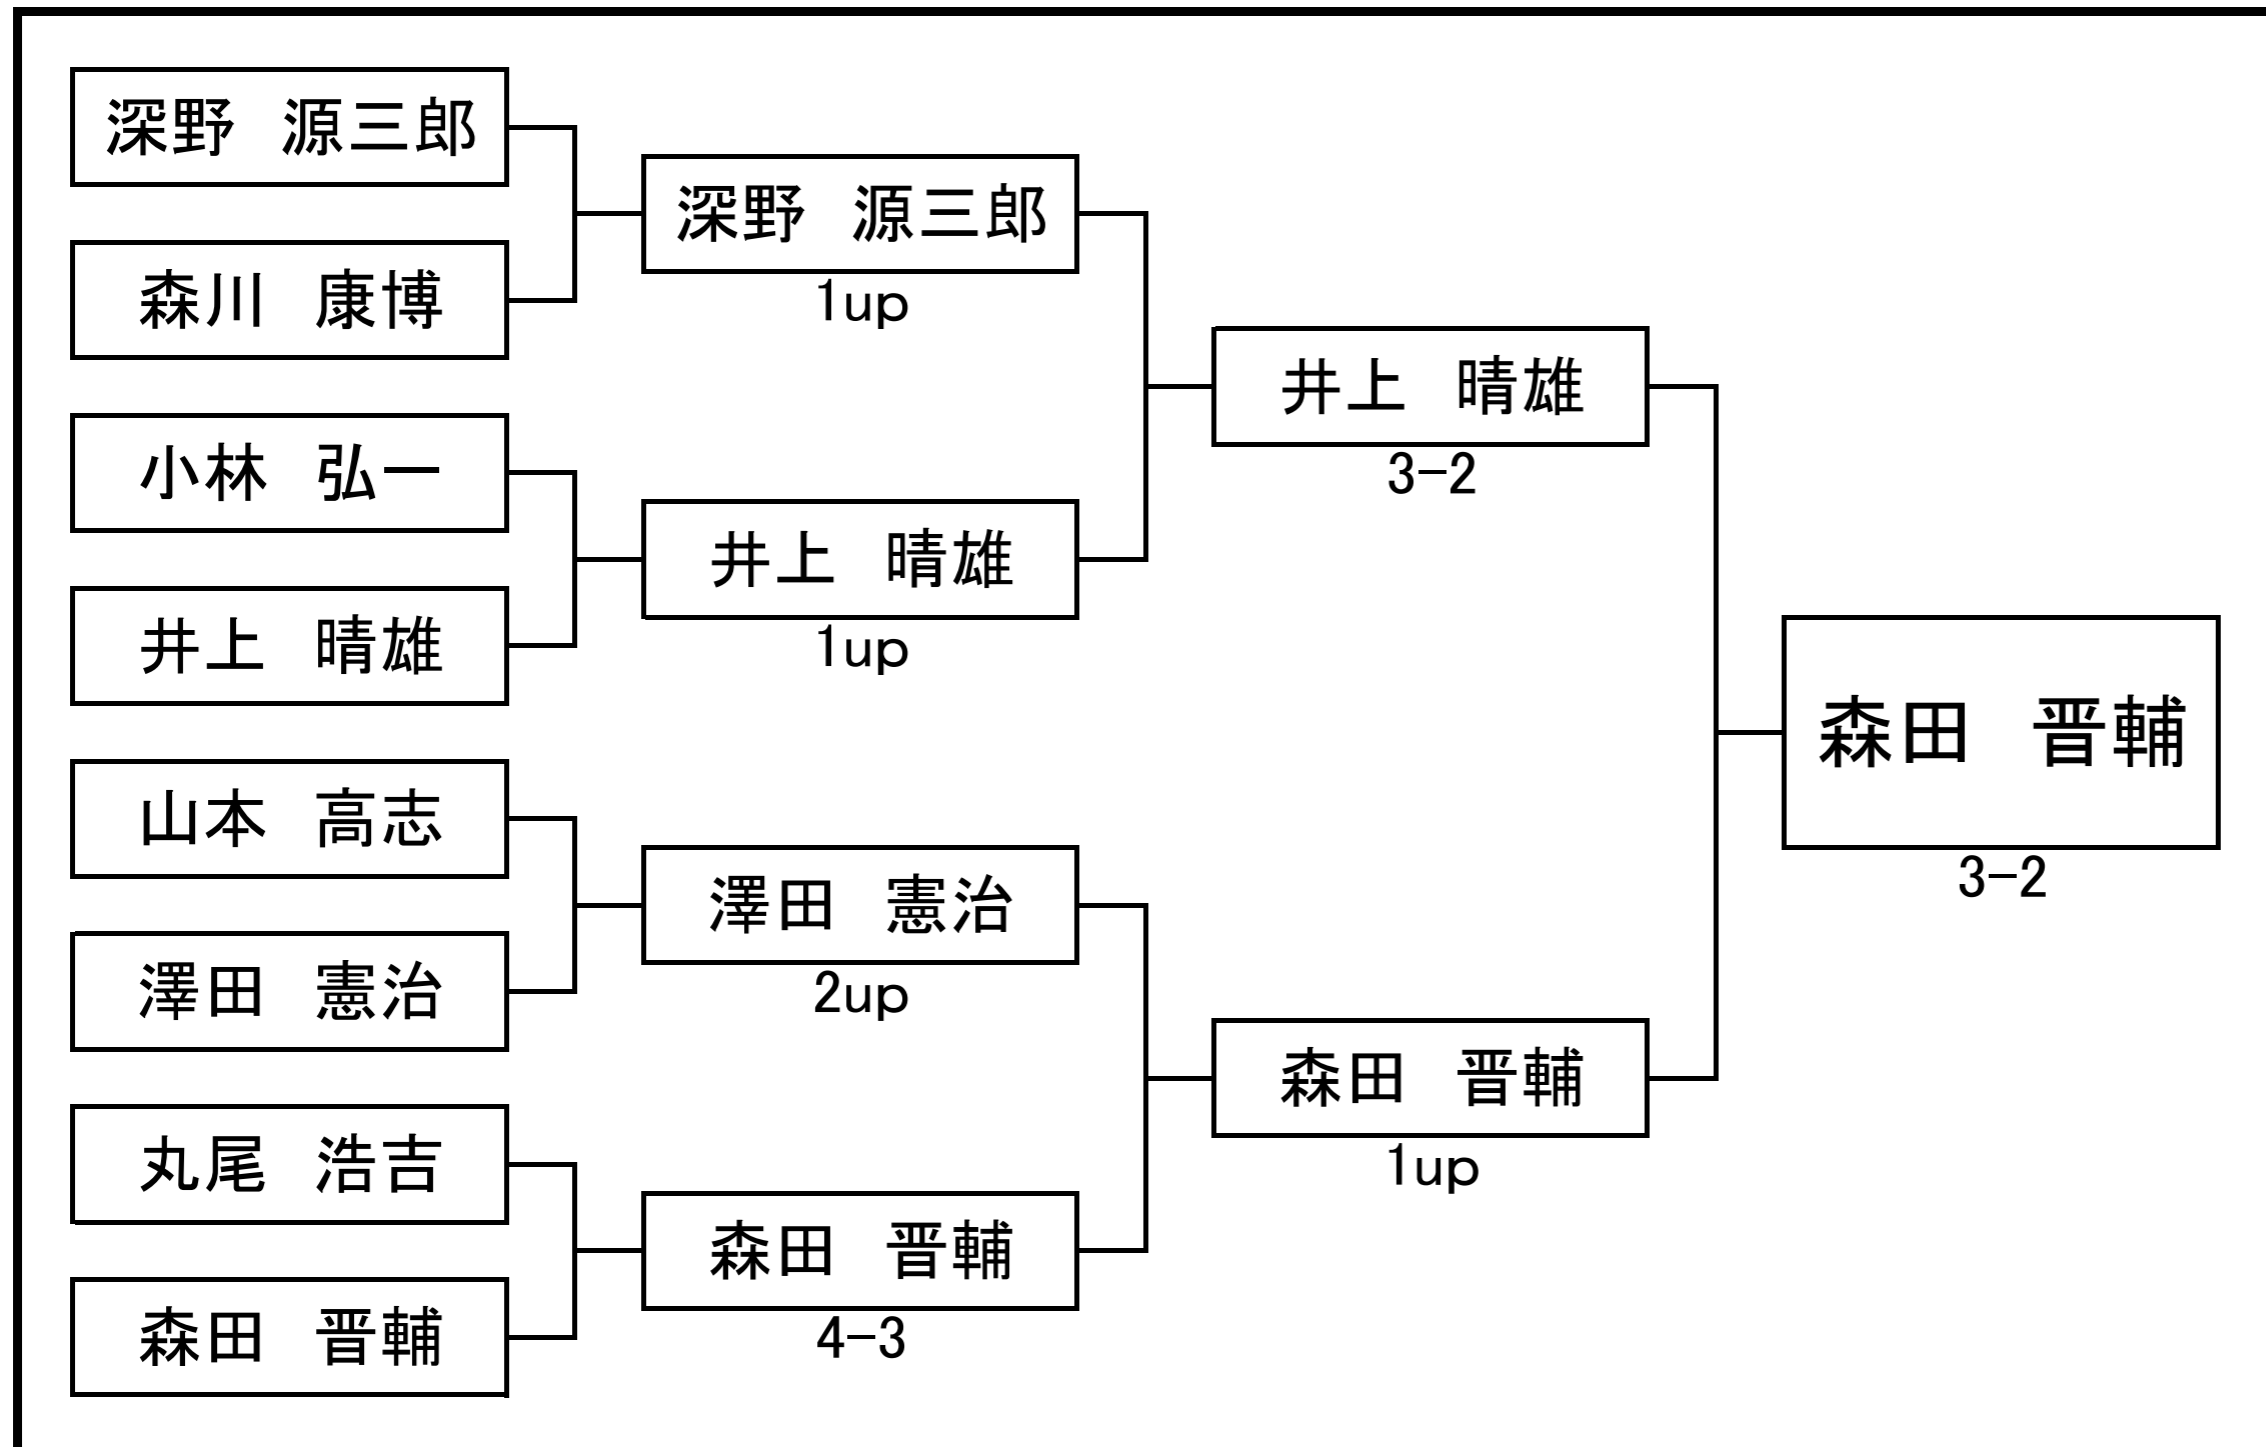 深野　源三郎
森川　康博
小林　弘一
井上　晴雄
山本　高志
澤田　憲治
丸尾　浩吉
森田　晋輔
深野　源三郎
1up
井上　晴雄
1up
澤田　憲治
2up
森田　晋輔
4-3
井上　晴雄
3-2
森田　晋輔
1up
森田　晋輔
3-2